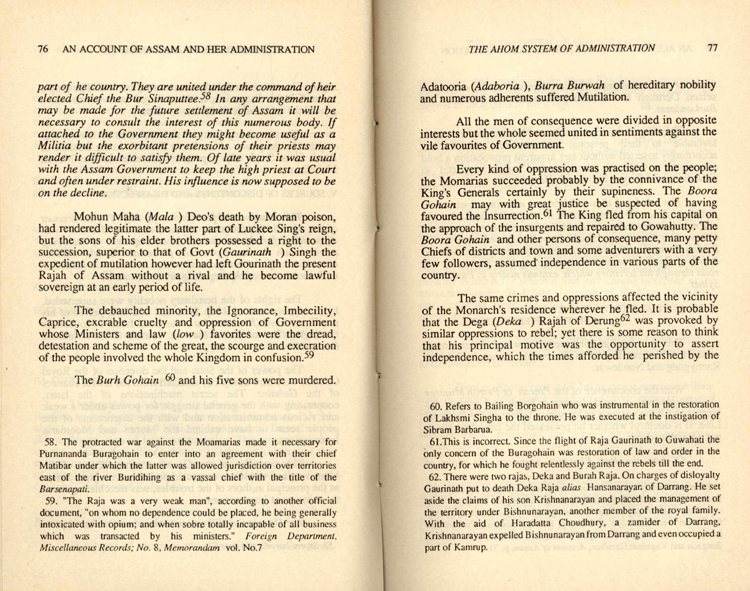 76 AN ACCOUNT OF ASSAM AND HER ADMINISTRATION
part of he country. They are united under the command of heir
elected Chief the Bur Sinaputtee.58 In any arrangement that
may be made for the future settlement of Assam it will be
necessary to consult the interest of this numerous body. If
attached to the Government they might become useful as a
Militia but the exorbitant pretensions of their priests may
render it difficult to satisfy them. Of late years it was usual
with the Assam Government to keep the high priest at Court
and often under restraint. His influence is now supposed to be
on the decline.
Mohun Maha (Mala ) Deo's death by Moran poison,
had rendered legitimate the latter part of Luckee Sing's reign,
but the sons of his elder brothers possessed a right to the
succession, superior to that of Govt (Gaurinath ) Singh the
expedient of mutilation however had left Gourinath the present
Rajah of Assam without a rival and he become lawful
sovereign at an early period of life.
The debauched minority, the Ignorance, Imbecility,
Caprice, excrable cruelty and oppression of Government
whose Ministers and law (low ) favorites were the dread,
detestation and scheme of the great, the scourge and execration
of the people involved the whole Kingdom in confusion.59
The Burh Gohain 60 and his five sons were murdered.
58. The protracted war against the Moamarias made it necessary for
Purnananda Buragohain to enter into an agreement with their chief
Matibar under which the latter was allowed jurisdiction over territories
east of the river Buridihing as a vassal chief with the title of the
Barsenapati.
59. "The Raja was a very weak man", according to another official
document, "on whom no dependence could be placed, he being generally
intoxicated with opium; and when sobre totally incapable of all business
which was transacted by his ministers." Foreign Department,
Miscellaneous Records; No. 8, Memorandum vol. No.7
THE AHOM SYSTEM OF ADMINISTRATION 77
Adatooria (Adaboria ), Burra Burwah of hereditary nobility
and numerous adherents suffered Mutilation.
All the men of consequence were divided in opposite
interests but the whole seemed united in sentiments against the
vile favourites of Government.
Every kind of oppression was practised on the people;
the Momarias succeeded probably by the connivance of the
King's Generals certainly by their supineness. The Boora
Gohain may with great justice be suspected of having
favoured the Insurrection.61 The King fled from his capital on
the approach of the insurgents and repaired to Gowahutty. The
Boora Gohain and other persons of consequence, many petty
Chiefs of districts and town and some adventurers with a very
few followers, assumed independence in various parts of the
country.
The same crimes and oppressions affected the vicinity
of the Monarch's residence wherever he fled. It is probable
that the Dega (Deka ) Rajah of Derung62 was provoked by
similar oppressions to rebel; yet there is some reason to think
that his principal motive was the opportunity to assert
independence, which the times afforded he perished by the
60. Refers to Bailing Borgohain who was instrumental in the restoration
of Lakhsmi Singha to the throne. He was executed at the instigation of
Sibram Barbarua.
61.This is incorrect. Since the flight of Raja Gaurinath to Guwahati the
only concern of the Buragohain was restoration of law and order in the
country, for which he fought relentlessly against the rebels till the end.
62. There were two rajas, Deka and Burah Raja. On charges of disloyalty
Gaurinath put to death Deka Raja alias Hansanarayan of Darrang. He set
aside the claims of his son Krishnanarayan and placed the management of
the territory under Bishnunarayan, another member of the royal family.
With the aid of Haradatta Choudhury, a zamider of Darrang,
Krishnanarayan expelled Bishnunarayan from Darrang and even occupied a
part of Kamrup.